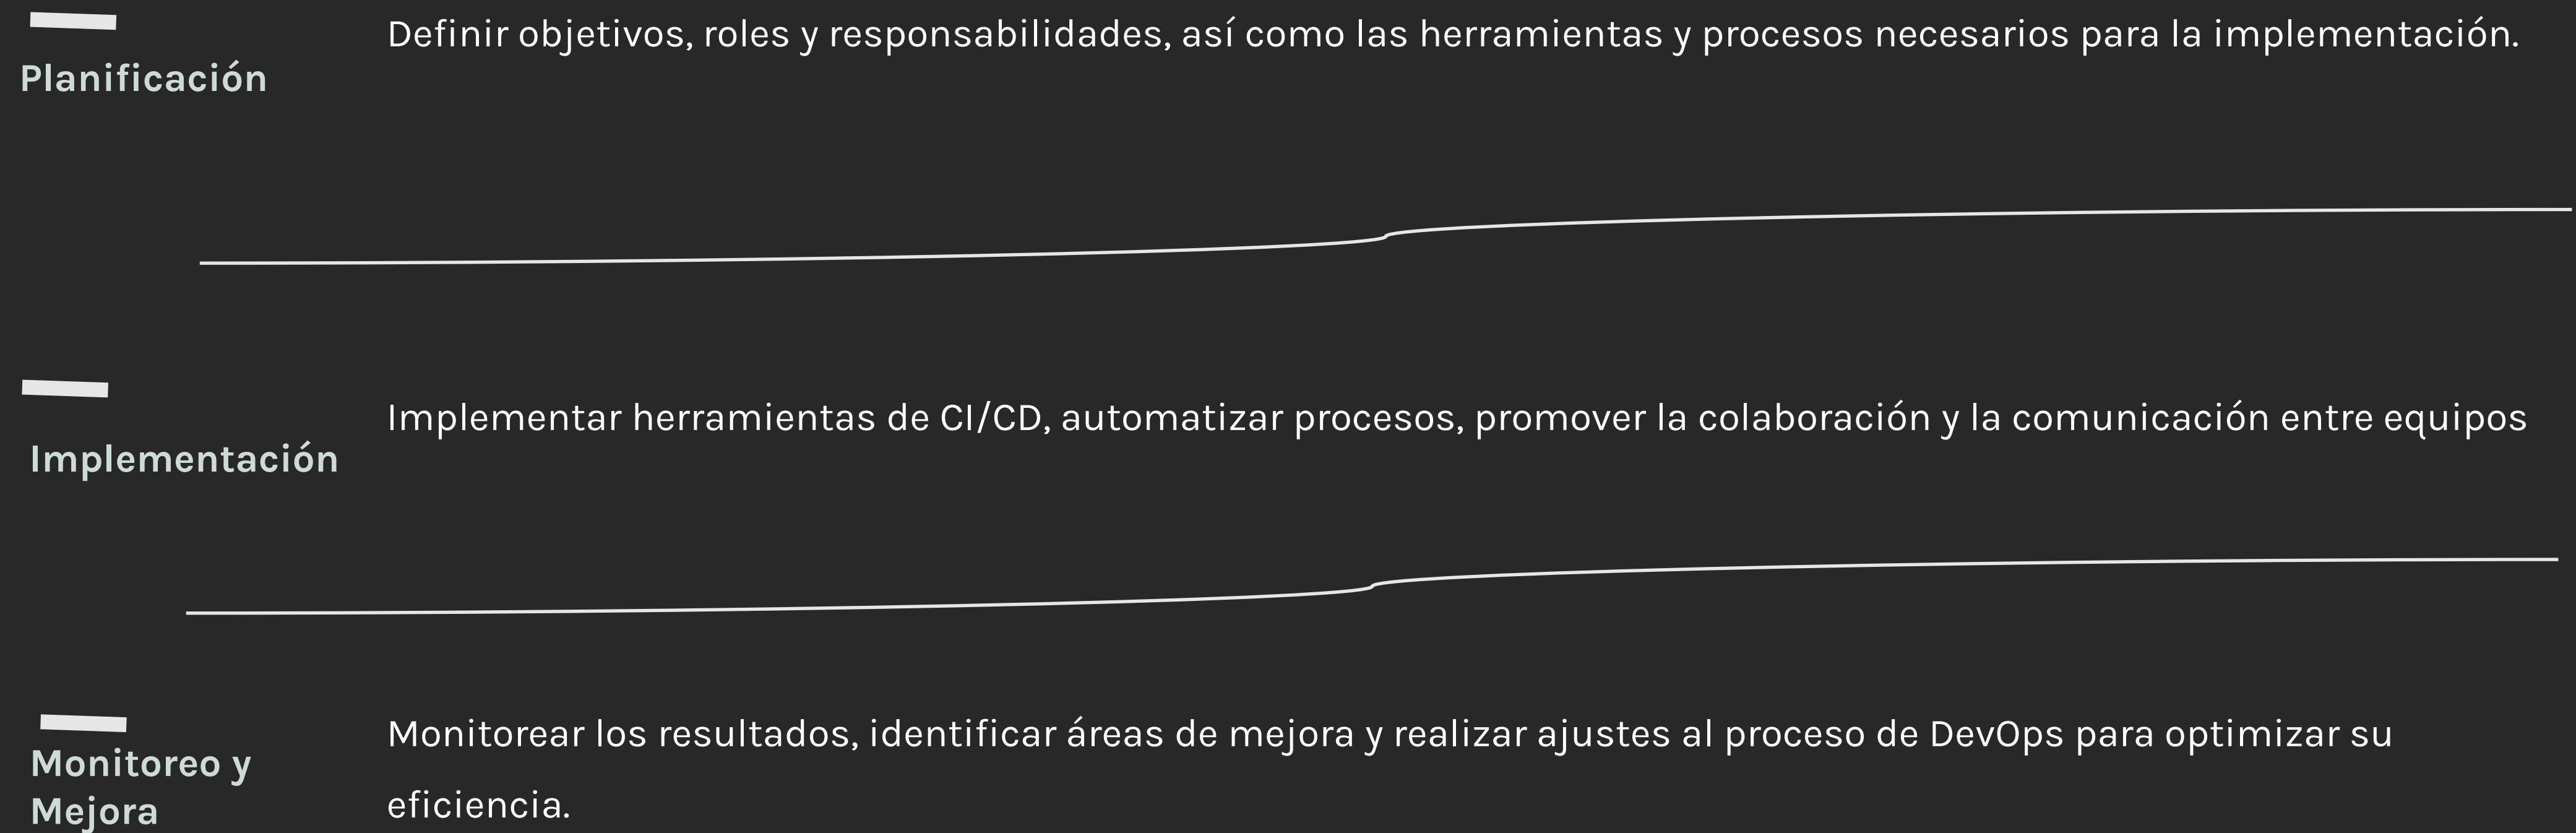 Planificación
Definir objetivos, roles y responsabilidades, así como las herramientas y procesos necesarios para la implementación.
Implementación
Implementar herramientas de CI/CD, automatizar procesos, promover la colaboración y la comunicación entre equipos
Monitoreo y
Mejora
Monitorear los resultados, identificar áreas de mejora y realizar ajustes al proceso de DevOps para optimizar su
eficiencia.